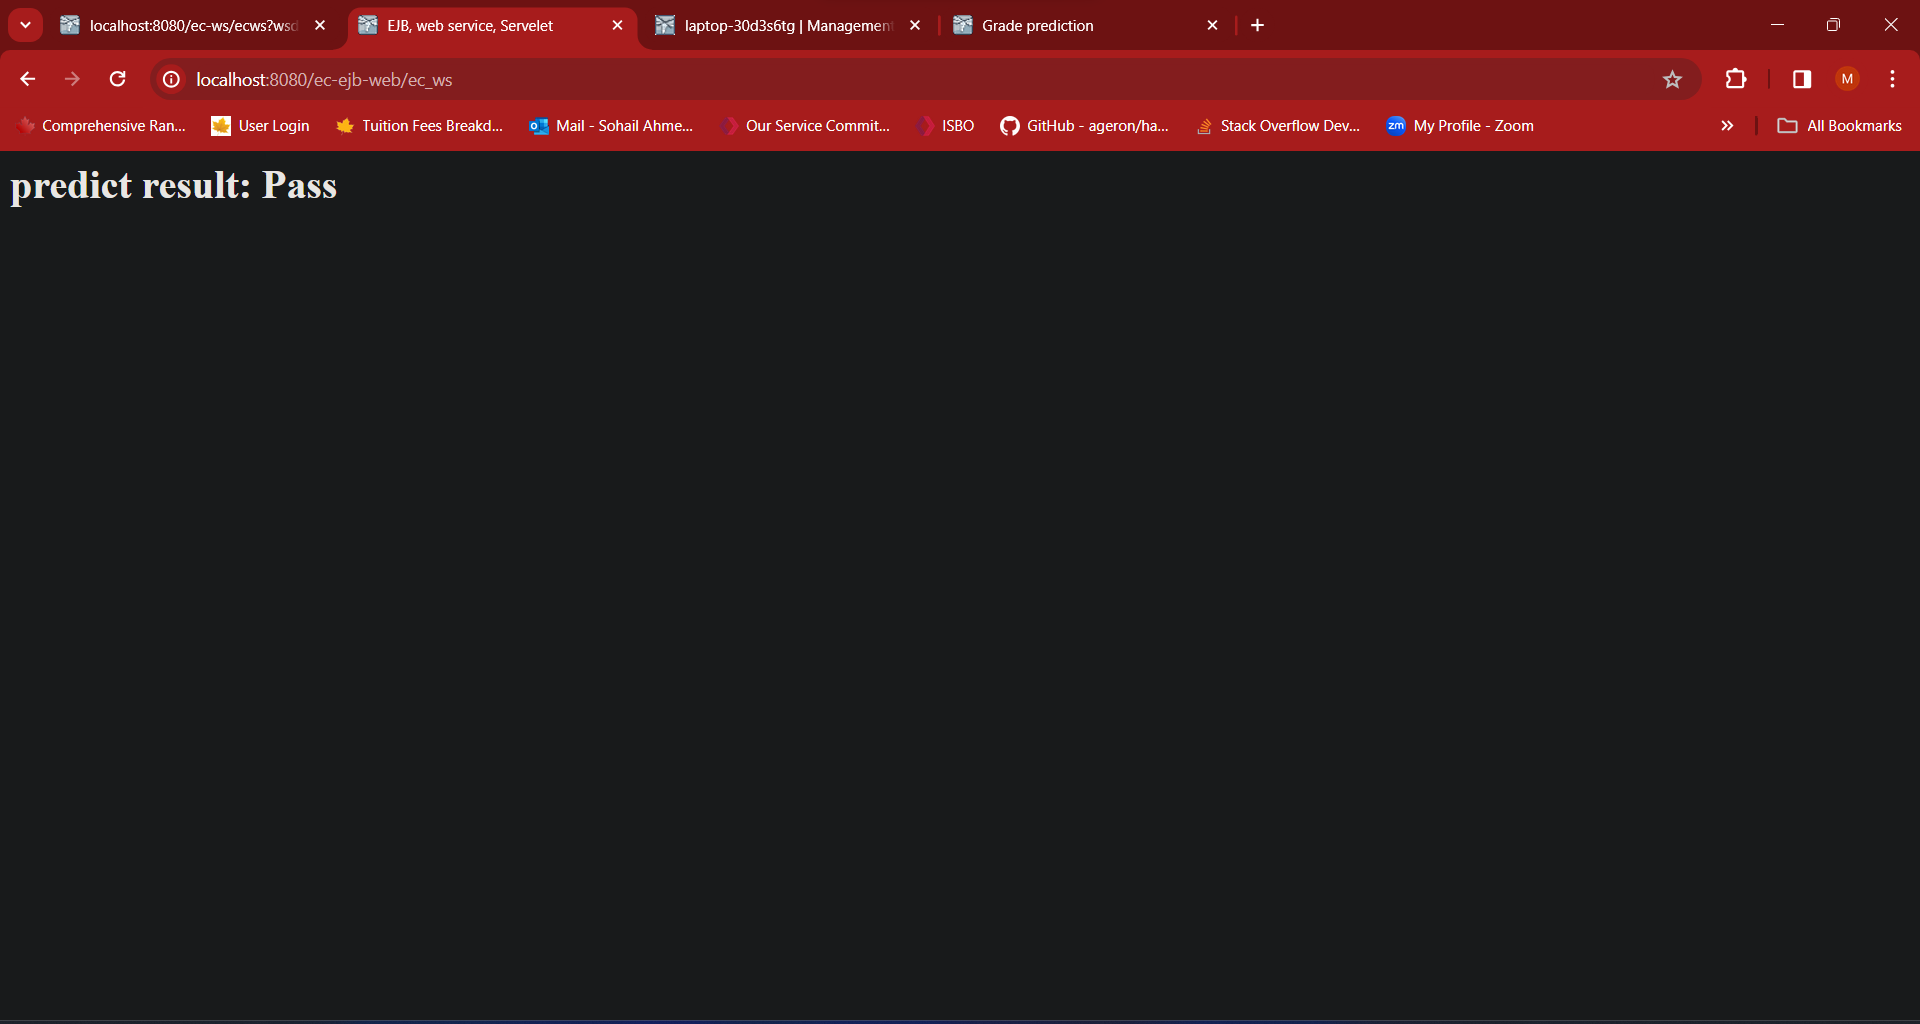 localhost:8080/ec-ws/ecws?wsd
EJB, web service, Servelet
laptop-30d3s6tg | Management
Grade prediction
localhost:8080/ec-ejb-web/ec_ws
M
Comprehensive Ran...
User Login
Tuition Fees Breakd...
Mail - Sohail Ahme...
Our Service Commit...
ISBO
GitHub - ageron/ha...
Stack Overflow Dev...
zm My Profile - Zoom
All Bookmarks
predict result: Pass